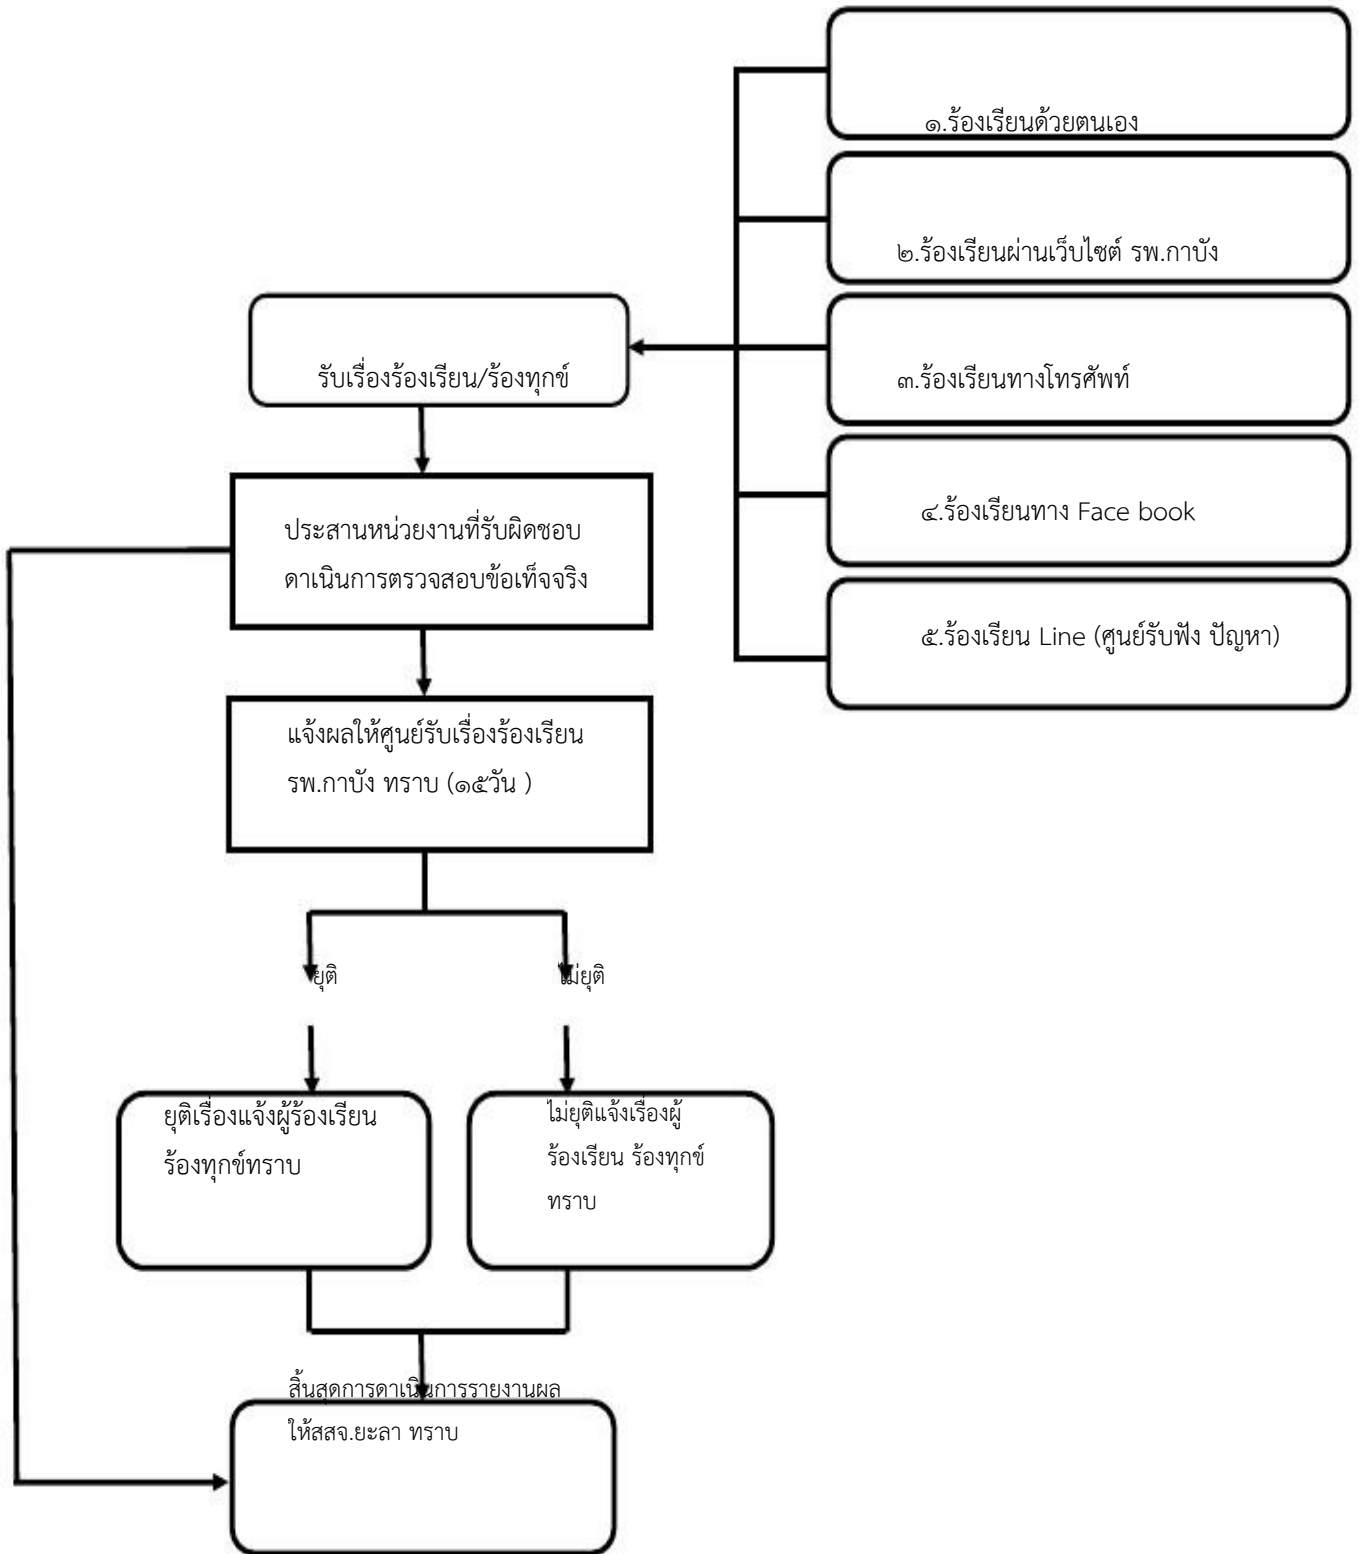 ๑.ร้องเรียนด้วยตนเอง
๒.ร้องเรียนผ่านเว็บไซต์ รพ.กาบัง
๓.ร้องเรียนทางโทรศัพท์
๔.ร้องเรียนทาง Face book
๕.ร้องเรียน Line (ศูนย์รับฟัง ปัญหา)
รับเรื่องร้องเรียน/ร้องทุกข์
ประสานหน่วยงานที่รับผิดชอบ
ดาเนินการตรวจสอบข้อเท็จจริง
แจ้งผลให้ศูนย์รับเรื่องร้องเรียน
รพ.กาบัง ทราบ (๑๕วัน )
ยุติ
ไม่ยุติ
ยุติเรื่องแจ้งผู้ร้องเรียน
ร้องทุกข์ทราบ
ไม่ยุติแจ้งเรื่องผู้
ร้องเรียน ร้องทุกข์
ทราบ
สิ้นสุดการดาเนินการรายงานผล
ให้สสจ.ยะลา ทราบ